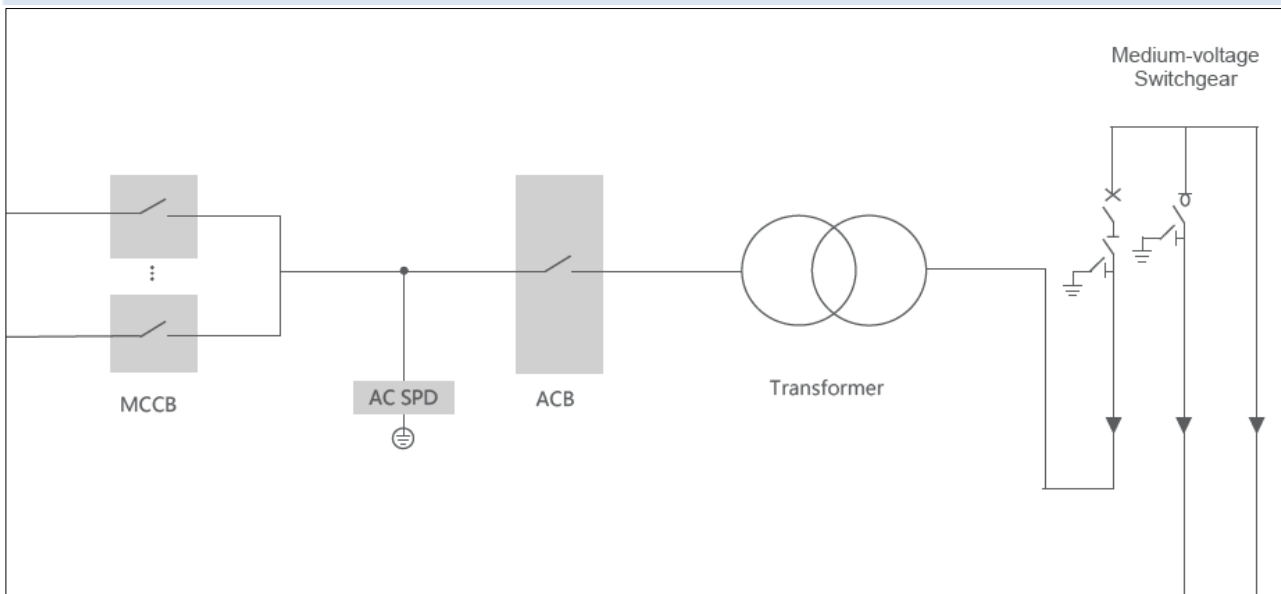 Medium-voltage
Switchgear
MCCB
AC SPD
ACB
Transformer